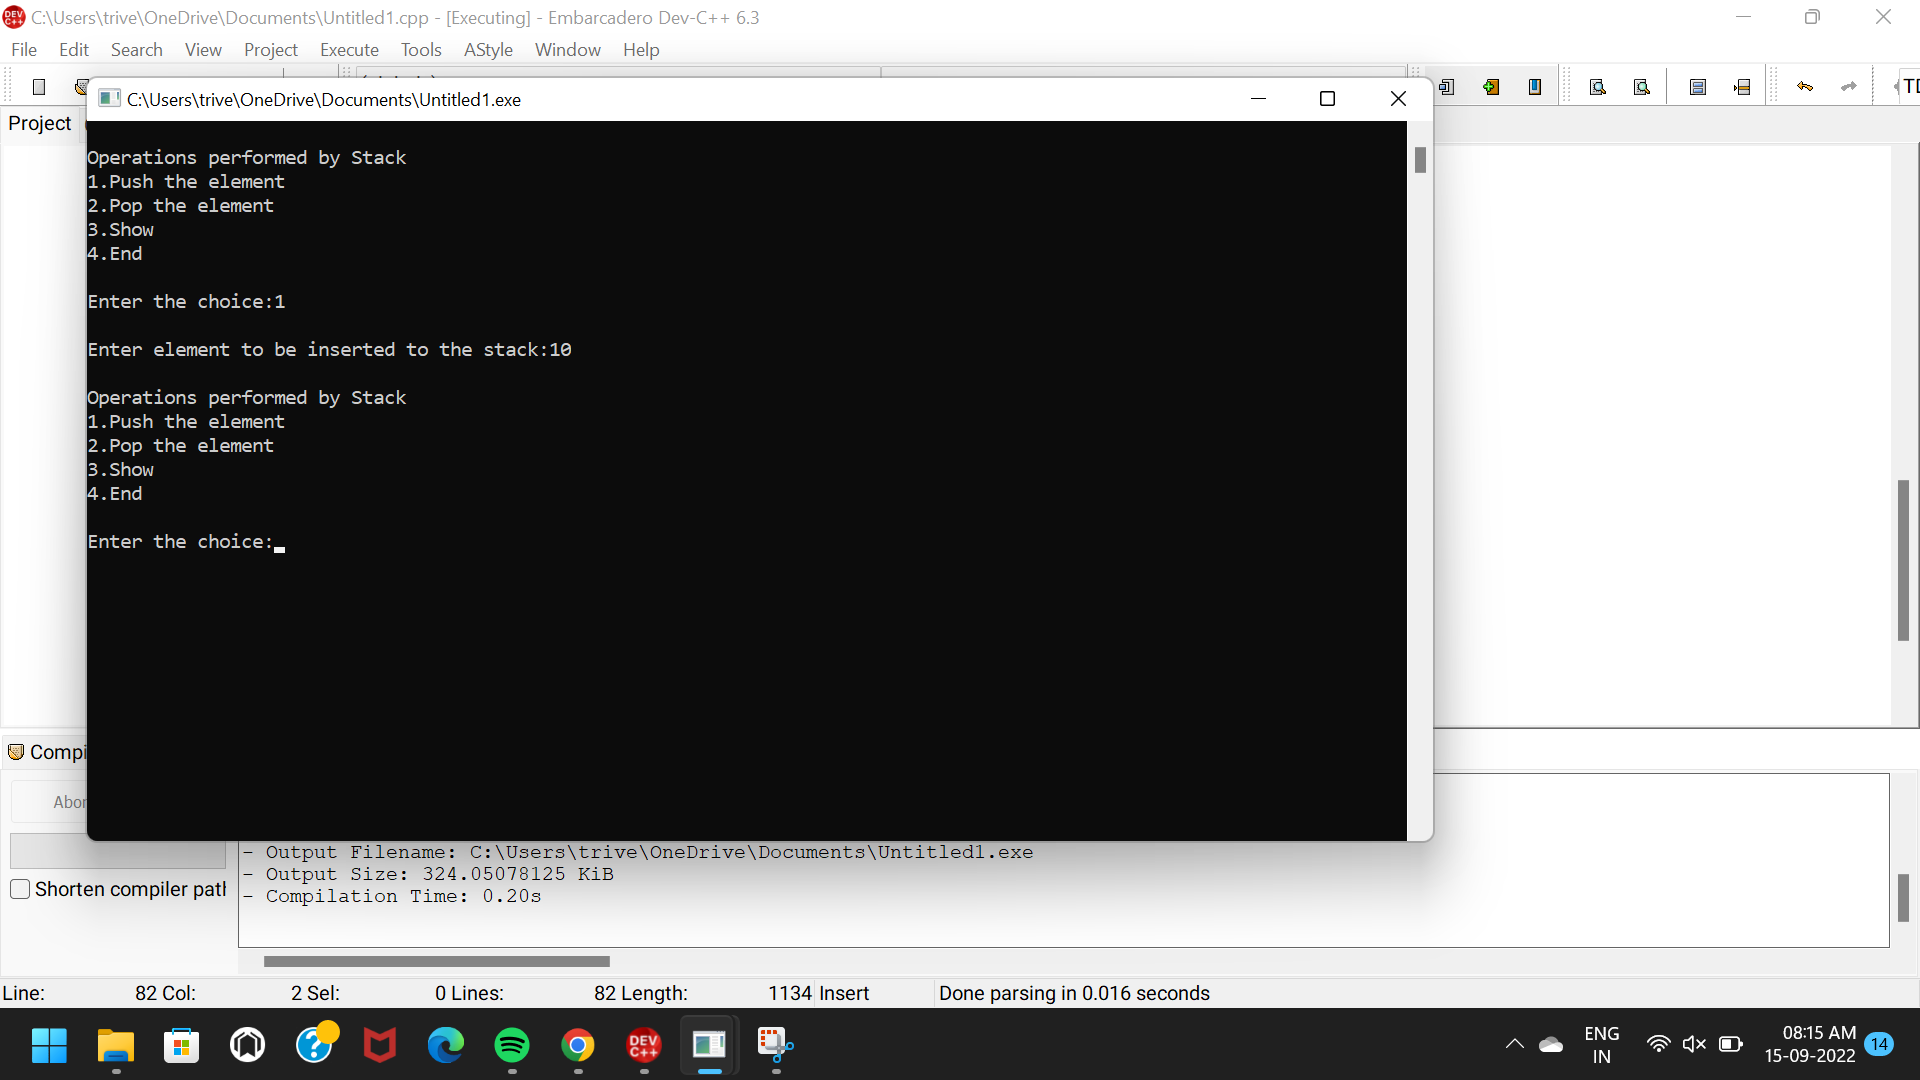 C:\Users\trive\OneDrive\Documents\Untitled1.cpp - [Executing] - Embarcadero Dev-C++ 6.3
File Edit Search View Project Execute Tools AStyle Window Help
C:\Users\trive\OneDrive\Documents\Untitled1.exe
Project
Operations performed by Stack
1.Push the element
2.Pop the element
3.Show
4.End
Enter the choice:1
Enter element to be inserted to the stack:10
Operations performed by Stack
1.Push the element
2.Pop the element
3.Show
4.End
Enter the choice:
Compi
Abor
- Output Filename: C:\Users\trive\OneDrive\Documents\Untitled1.exe
- Output Size: 324.05078125 KiB
- Compilation Time: 0.20s
Shorten compiler path
Line: 82 Col: 2 Sel: 0 Lines: 82 Length: 1134 Insert Done parsing in 0.016 seconds
DEV C++
ENG
IN
08:15 AM
15-09-2022
14